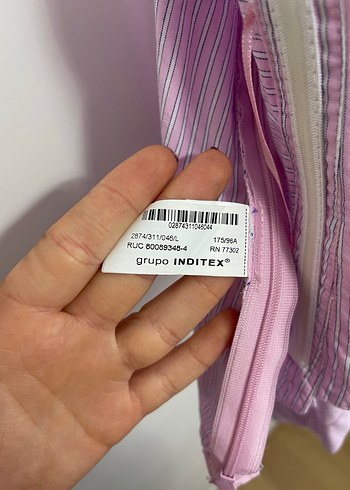 02874311046044
2874/311/046/L 175/96A
RUC 80089348-4 RN 77302
grupo INDITEX®